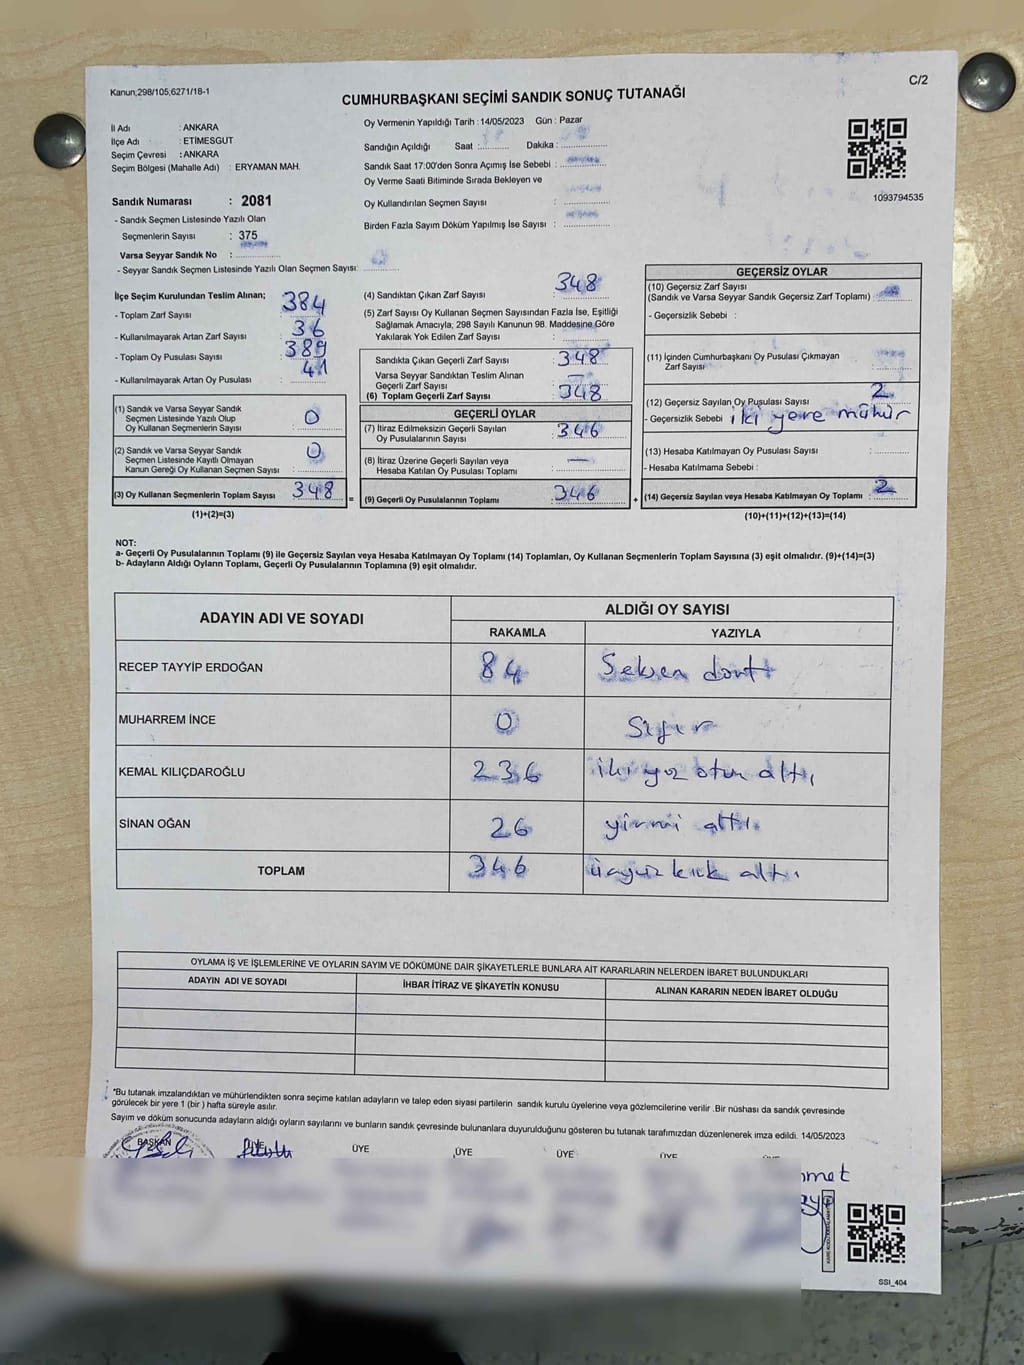 Kanun,298/105,6271/18-1
C/2
CUMHURBAŞKANI SEÇİMİ SANDIK SONUÇ TUTANAĞI
İl Adı : ANKARA
İlçe Adı : ETİMESGUT
Seçim Çevresi : ANKARA
Seçim Bölgesi (Mahalle Adı) : ERYAMAN MAH.
Sandık Numarası : 2081
- Sandık Seçmen Listesinde Yazılı Olan
Seçmenlerin Sayısı : 375
Varsa Seyyar Sandık No :
- Seyyar Sandık Seçmen Listesinde Yazılı Olan Seçmen Sayısı:
Oy Vermenin Yapıldığı Tarih : 14/05/2023 Gün : Pazar
Sandığın Açıldığı Saat : Dakika :
Sandık Saat 17:00'den Sonra Açımış İse Sebebi :
Oy Verme Saati Bitiminde Sırada Bekleyen ve
Oy Kullandırılan Seçmen Sayısı :
Birden Fazla Sayım Döküm Yapılmış İse Sayısı :
1093794535
İlçe Seçim Kurulundan Teslim Alınan;
- Toplam Zarf Sayısı : 384
- Kullanılmayarak Artan Zarf Sayısı : 36
- Toplam Oy Pusulası Sayısı : 389
- Kullanılmayarak Artan Oy Pusulası : 41
(1) Sandık ve Varsa Seyyar Sandık
Seçmen Listesinde Yazılı Olup
Oy Kullanan Seçmenlerin Sayısı : 0
(2) Sandık ve Varsa Seyyar Sandık
Seçmen Listesinde Kayıtlı Olmayan
Kanun Gereği Oy Kullanan Seçmen Sayısı : 0
(3) Oy Kullanan Seçmenlerin Toplam Sayısı : 348
(1)+(2)=(3)
=
(4) Sandıktan Çıkan Zarf Sayısı : 348
(5) Zarf Sayısı Oy Kullanan Seçmen Sayısından Fazla İse, Eşitliği
Sağlamak Amacıyla, 298 Sayılı Kanunun 98. Maddesine Göre
Yakılarak Yok Edilen Zarf Sayısı :
Sandıkta Çıkan Geçerli Zarf Sayısı : 348
Varsa Seyyar Sandıktan Teslim Alınan
Geçerli Zarf Sayısı : —
(6) Toplam Geçerli Zarf Sayısı : 348
GEÇERLİ OYLAR
(7) İtiraz Edilmeksizin Geçerli Sayılan
Oy Pusulalarının Sayısı : 346
(8) İtiraz Üzerine Geçerli Sayılan veya
Hesaba Katılan Oy Pusulası Toplamı : —
(9) Geçerli Oy Pusulalarının Toplamı : 346
+
GEÇERSİZ OYLAR
(10) Geçersiz Zarf Sayısı
(Sandık ve Varsa Seyyar Sandık Geçersiz Zarf Toplamı) :
- Geçersizlik Sebebi :
(11) İçinden Cumhurbaşkanı Oy Pusulası Çıkmayan
Zarf Sayısı :
(12) Geçersiz Sayılan Oy Pusulası Sayısı : 2
- Geçersizlik Sebebi : iki yere mühür
(13) Hesaba Katılmayan Oy Pusulası Sayısı :
- Hesaba Katılmama Sebebi :
(14) Geçersiz Sayılan veya Hesaba Katılmayan Oy Toplamı : 2
(10)+(11)+(12)+(13)=(14)
NOT:
a- Geçerli Oy Pusulalarının Toplamı (9) ile Geçersiz Sayılan veya Hesaba Katılmayan Oy Toplamı (14) Toplamları, Oy Kullanan Seçmenlerin Toplam Sayısına (3) eşit olmalıdır. (9)+(14)=(3)
b- Adayların Aldığı Oyların Toplamı, Geçerli Oy Pusulalarının Toplamına (9) eşit olmalıdır.
ADAYIN ADI VE SOYADI
ALDIĞI OY SAYISI
RAKAMLA YAZIYLA
RECEP TAYYİP ERDOĞAN 84 Seksen dört
MUHARREM İNCE 0 Sıfır
KEMAL KILIÇDAROĞLU 236 iki yüz otuz altı
SİNAN OĞAN 26 yirmi altı
TOPLAM 346 üçyüz kırk altı
OYLAMA İŞ VE İŞLEMLERİNE VE OYLARIN SAYIM VE DÖKÜMÜNE DAİR ŞİKAYETLERLE BUNLARA AİT KARARLARIN NELERDEN İBARET BULUNDUKLARI
ADAYIN ADI VE SOYADI İHBAR İTİRAZ VE ŞİKAYETİN KONUSU ALINAN KARARIN NEDEN İBARET OLDUĞU
*Bu tutanak imzalandıktan ve mühürlendikten sonra seçime katılan adayların ve talep eden siyasi partilerin sandık kurulu üyelerine veya gözlemcilerine verilir .Bir nüshası da sandık çevresinde
görülecek bir yere 1 (bir ) hafta süreyle asılır.
Sayım ve döküm sonucunda adayların aldığı oyların sayılarını ve bunların sandık çevresinde bulunanlara duyurulduğunu gösteren bu tutanak tarafımızdan düzenlenerek imza edildi. 14/05/2023
BAŞKAN ÜYE ÜYE ÜYE ÜYE ÜYE
SSI_404